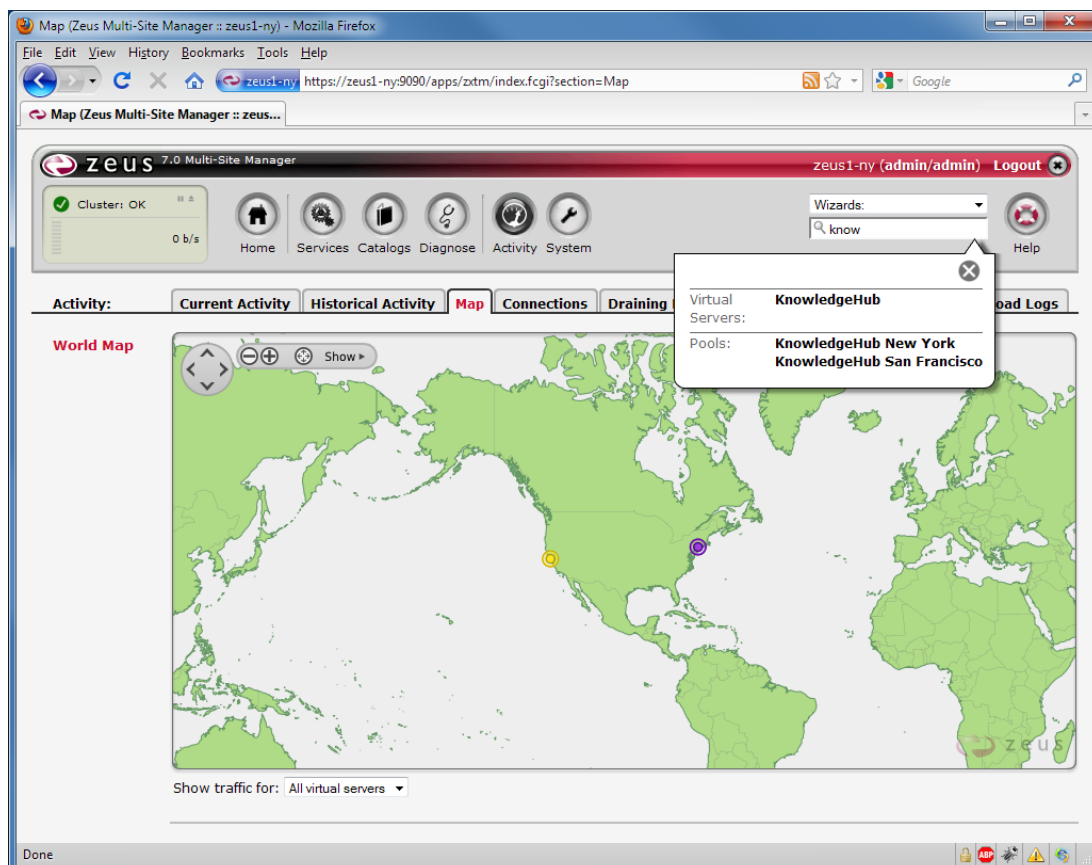 Map (Zeus Multi-Site Manager :: zeus1-ny) - Mozilla Firefox
File Edit View History Bookmarks Tools Help
zeus1-ny https://zeus1-ny:9090/apps/zxtm/index.fcgi?section=Map
Google
Map (Zeus Multi-Site Manager :: zeus...
zeus 7.0 Multi-Site Manager
zeus1-ny (admin/admin) Logout
Cluster: OK
0 b/s
Home Services Catalogs Diagnose Activity System
Wizards:
know
Help
Virtual Servers: KnowledgeHub
Pools: KnowledgeHub New York
KnowledgeHub San Francisco
Activity: Current Activity Historical Activity Map Connections Draining oad Logs
World Map
Show
zeus
Show traffic for: All virtual servers
Done
ABP